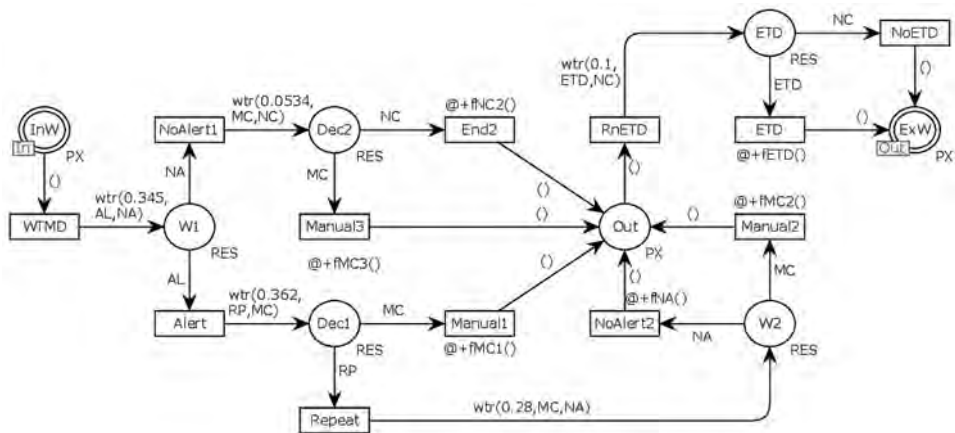 ETD
NC
NoETD
RES
wtr(0.1,
ETD,NC)
ETD
()
wtr(0.0534,
MC,NC)
@+fNC2()
InW
In
PX
NoAlert1
Dec2
NC
End2
RnETD
ETD
()
ExW
Out
PX
RES
@+fETD()
()
NA
MC
()
()
@+fMC2()
wtr(0.345,
AL,NA)
WTMD
W1
RES
Manual3
()
Out
PX
()
Manual2
@+fMC3()
AL
()
()
MC
wtr(0.362,
RP,MC)
@+fNA()
Alert
Dec1
MC
Manual1
NoAlert2
NA
W2
RES
@+fMC1()
RES
RP
Repeat
wtr(0.28,MC,NA)